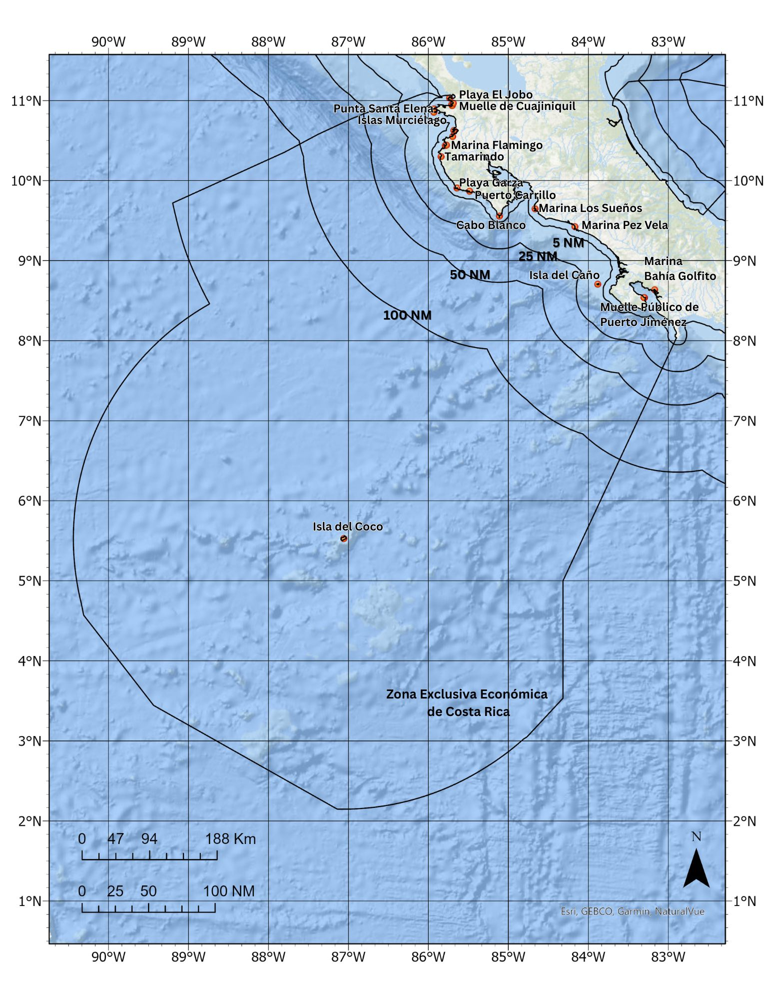 90°W 89°W 88°W 87°W 86°W 85°W 84°W 83°W
11°N 11°N
Playa El Jobo
Punta Santa Elena Muelle de Cuajiniquil
Islas Murciélago
Marina Flamingo
Tamarindo
10°N 10°N
Playa Garza
Puerto Carrillo
Marina Los Sueños
Cabo Blanco Marina Pez Vela
5 NM
25 NM
9°N 9°N
Marina
Bahía Golfito
50 NM Isla del Caño
Muelle Público de
Puerto Jiménez
100 NM
8°N 8°N
7°N 7°N
6°N 6°N
Isla del Coco
5°N 5°N
4°N 4°N
Zona Exclusiva Económica
de Costa Rica
3°N 3°N
2°N 2°N
0 47 94 188 Km
N
0 25 50 100 NM
1°N 1°N
Esri, GEBCO, Garmin, NaturalVue
90°W 89°W 88°W 87°W 86°W 85°W 84°W 83°W